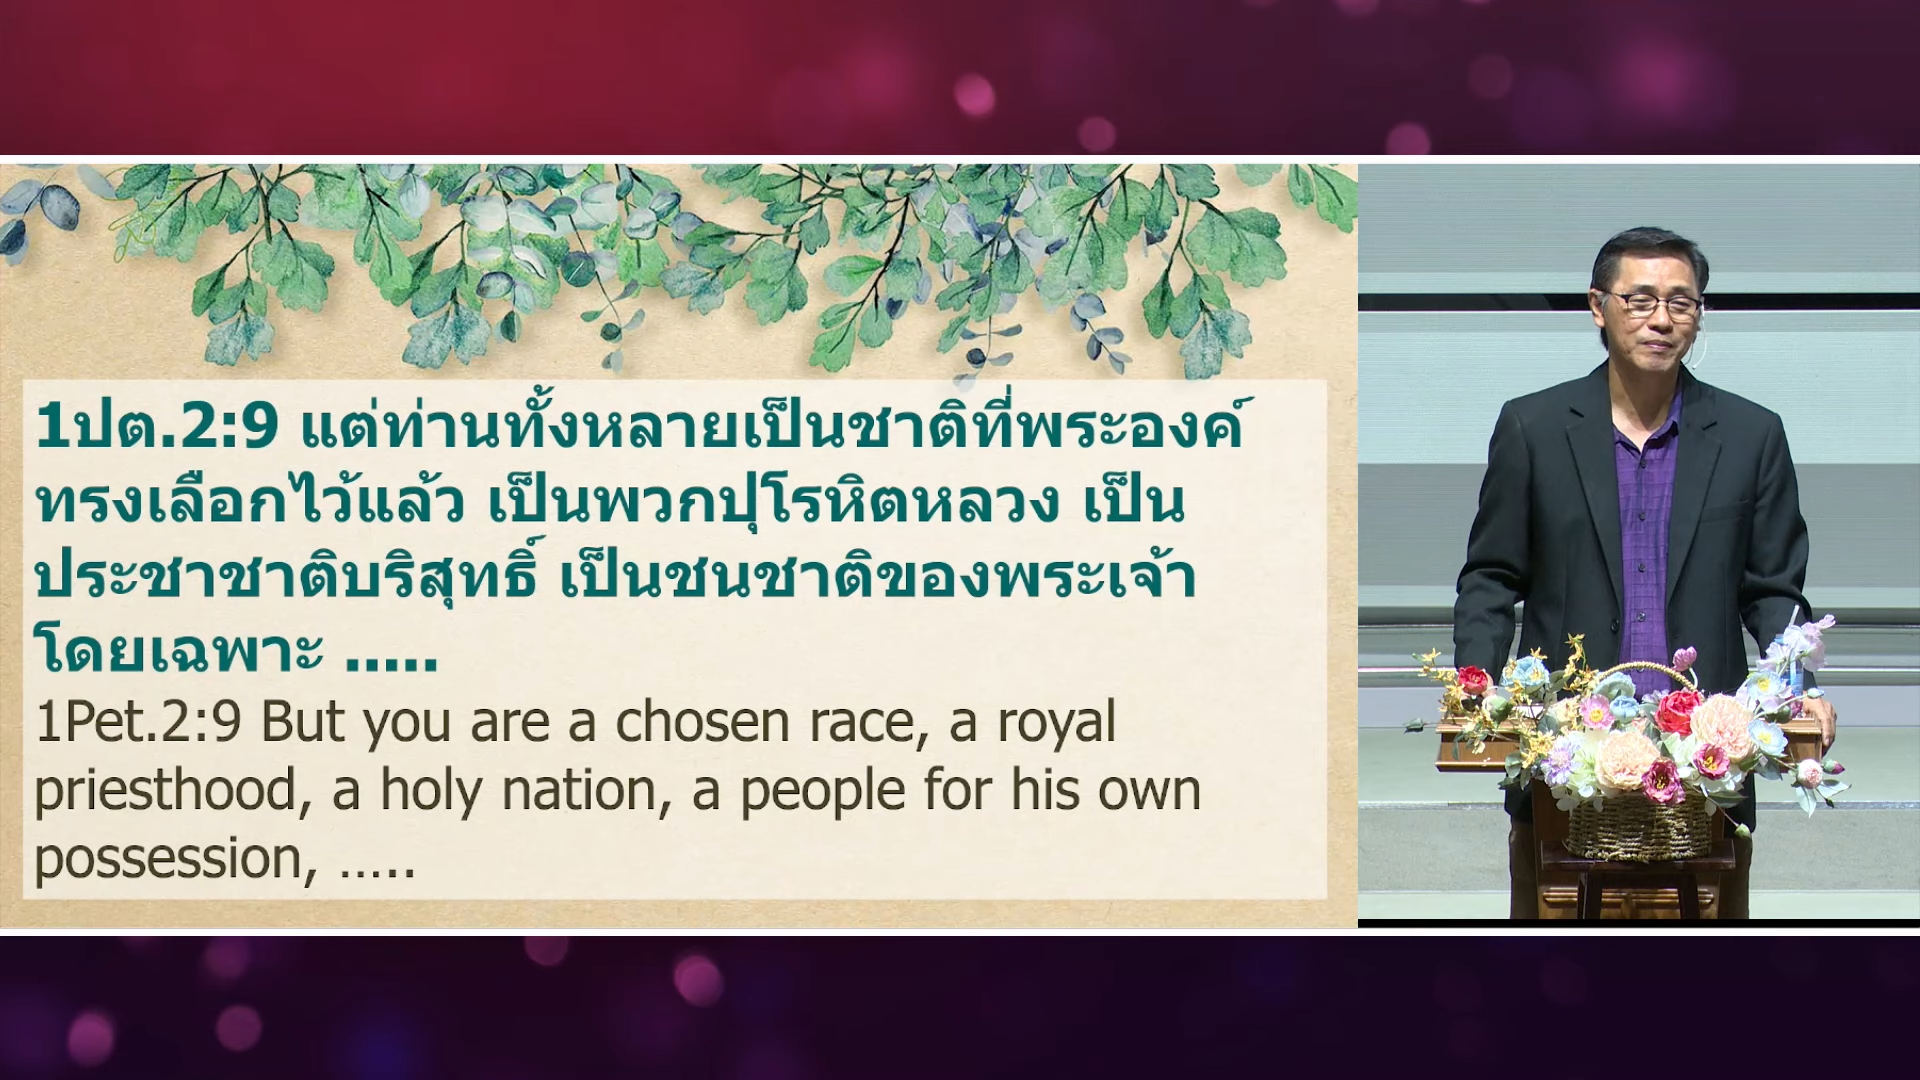 1ปต.2:9 แต่ท่านทั้งหลายเป็นชาติที่พระองค์
ทรงเลือกไว้แล้ว เป็นพวกปุโรหิตหลวง เป็น
ประชาชาติบริสุทธิ์ เป็นชนชาติของพระเจ้า
โดยเฉพาะ .....
1Pet.2:9 But you are a chosen race, a royal
priesthood, a holy nation, a people for his own
possession, .....